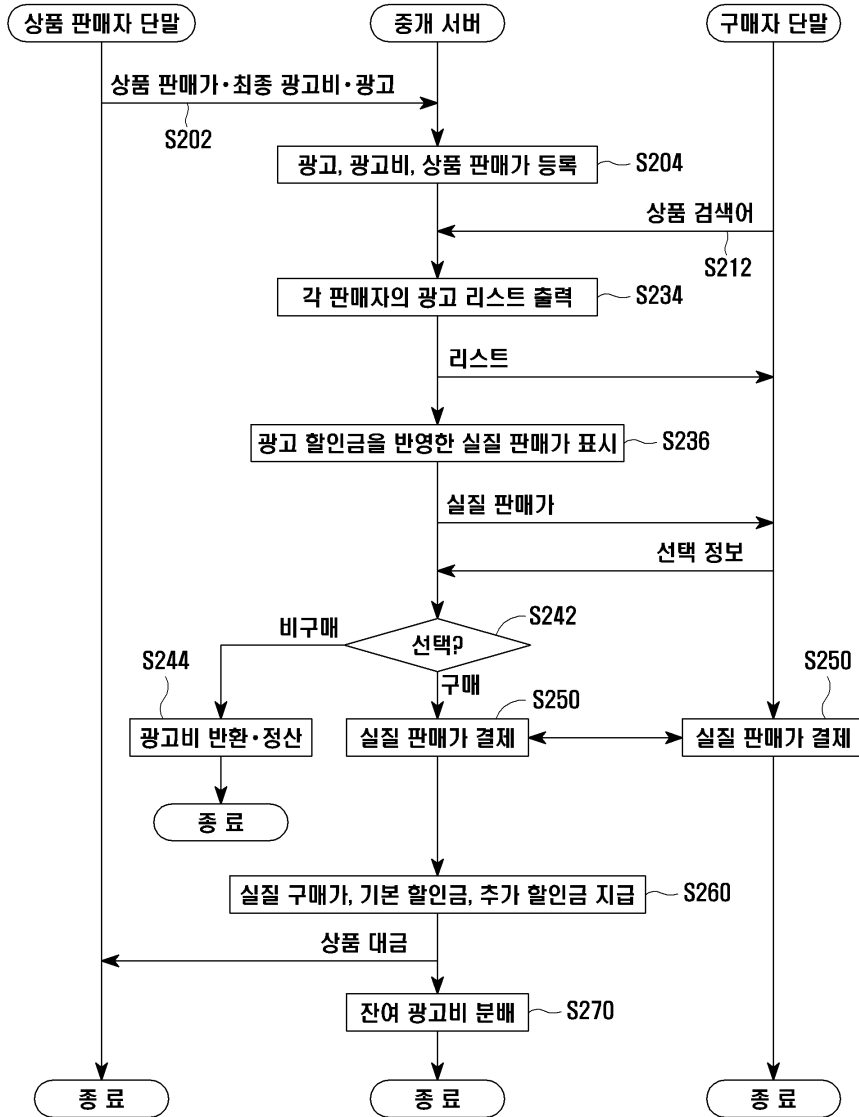 상품 판매자 단말
중개 서버
구매자 단말
상품 판매가·최종 광고비·광고
S202
광고, 광고비, 상품 판매가 등록
S204
상품 검색어
S212
각 판매자의 광고 리스트 출력
S234
리스트
광고 할인금을 반영한 실질 판매가 표시
S236
실질 판매가
선택 정보
S242
비구매
선택?
S244
구매
S250
S250
광고비 반환·정산
실질 판매가 결제
실질 판매가 결제
종 료
실질 구매가, 기본 할인금, 추가 할인금 지급
S260
상품 대금
잔여 광고비 분배
S270
종 료
종 료
종 료